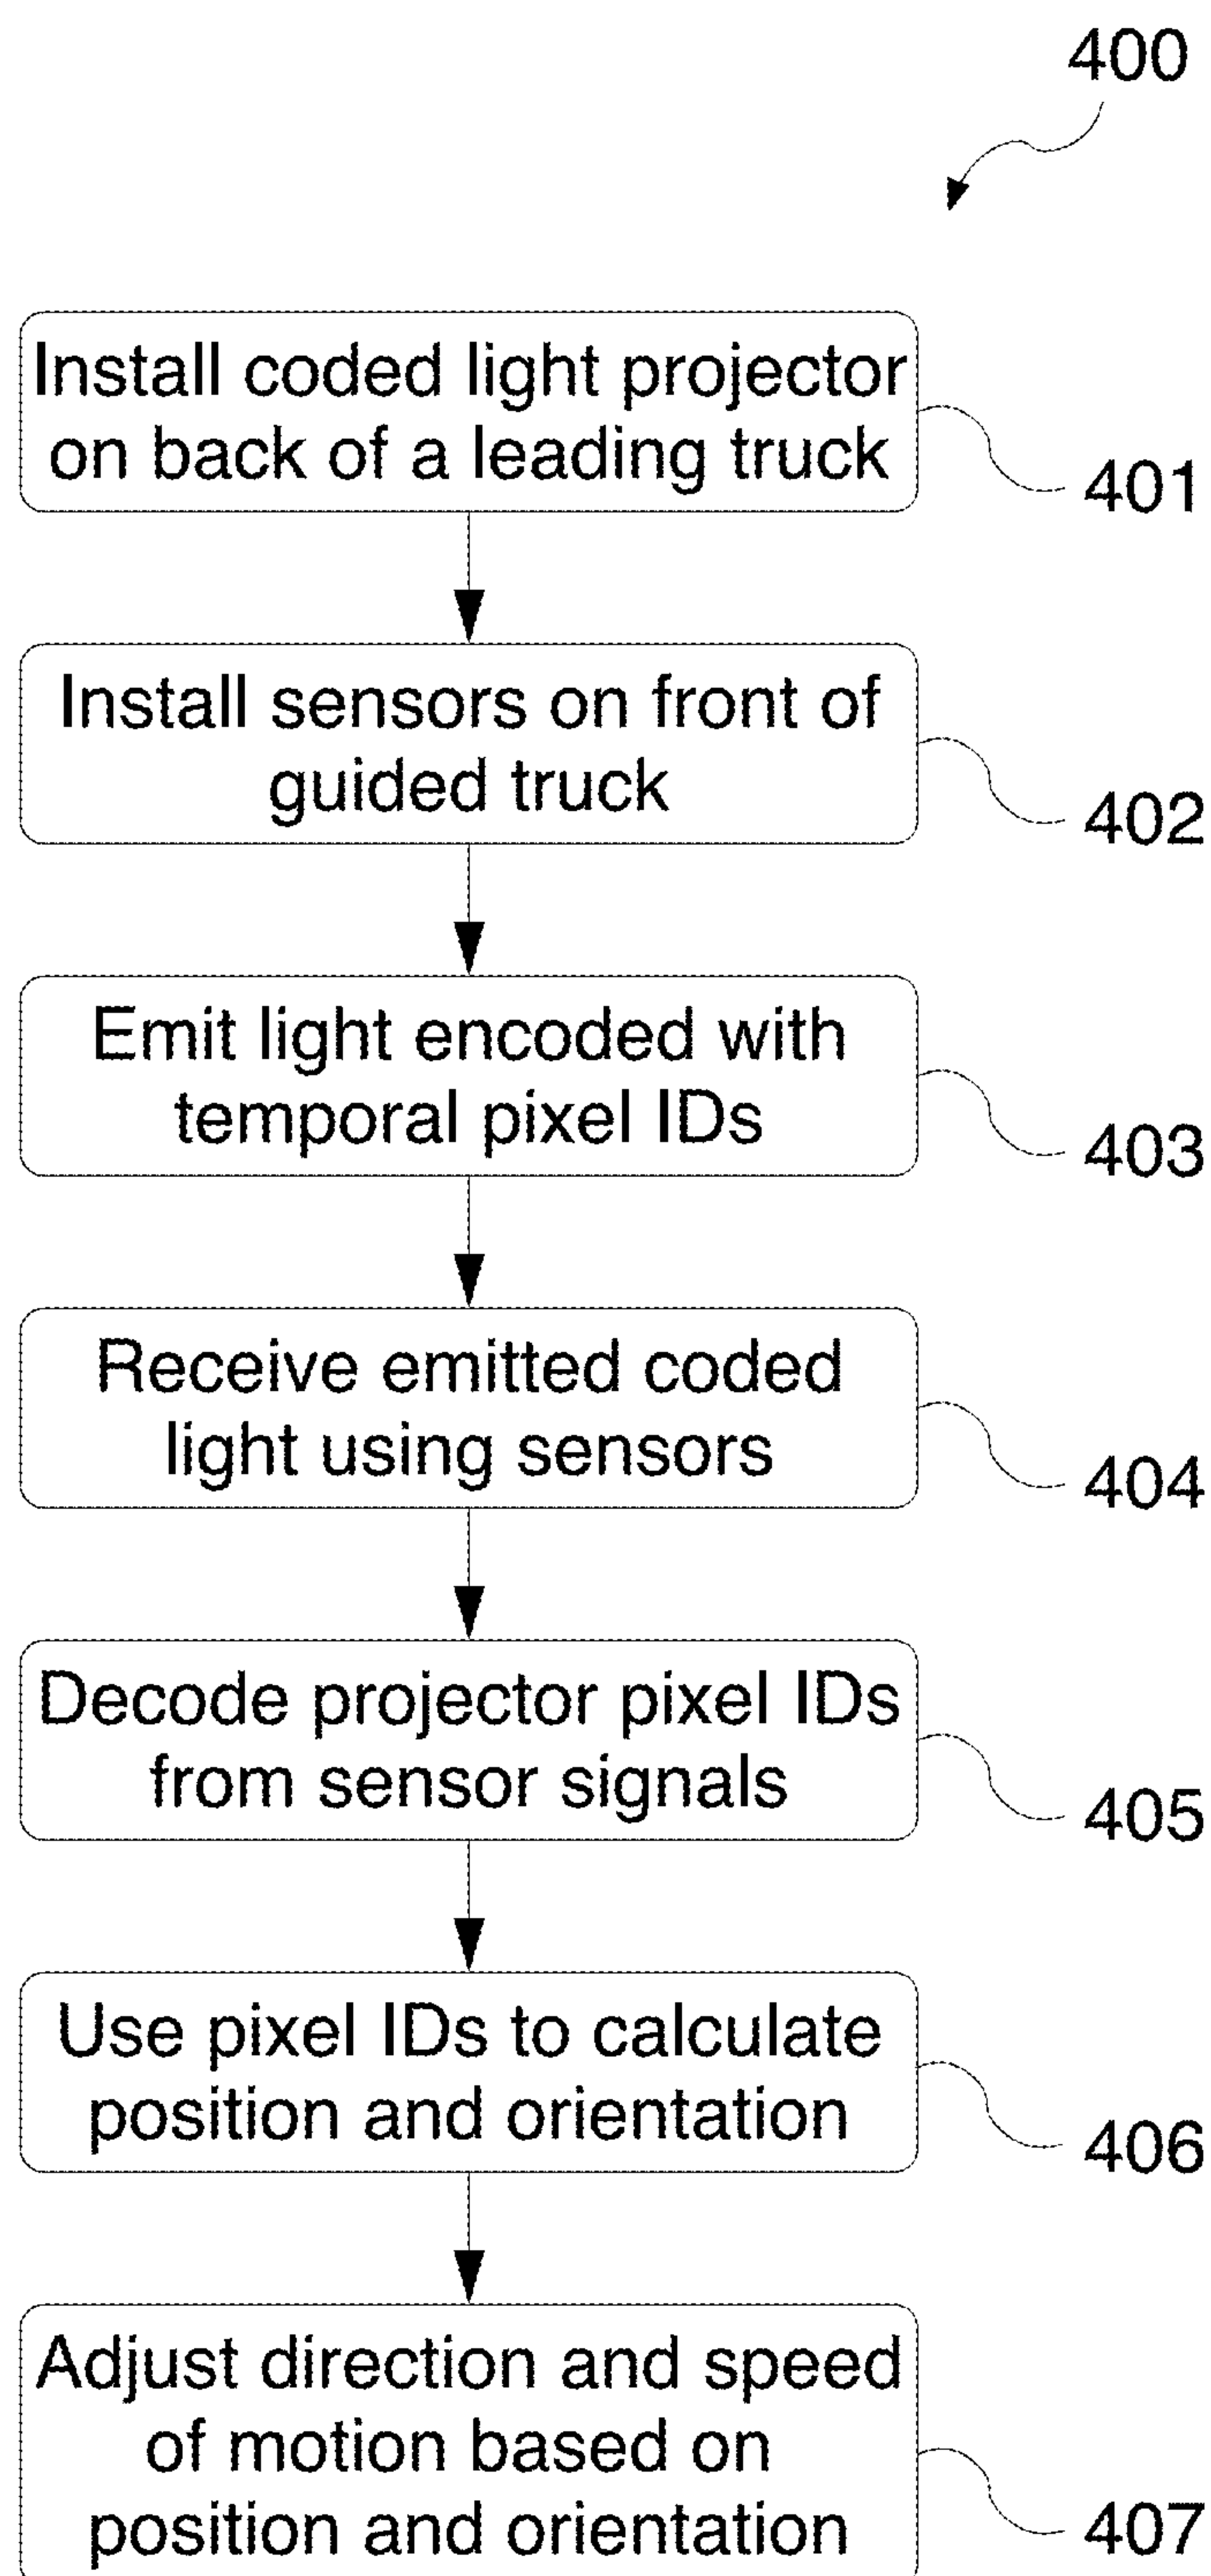 400
Install coded light projector
on back of a leading truck
401
Install sensors on front of
guided truck
402
Emit light encoded with
temporal pixel IDs
403
Receive emitted coded
light using sensors
404
Decode projector pixel IDs
from sensor signals
405
Use pixel IDs to calculate
position and orientation
406
Adjust direction and speed
of motion based on
position and orientation
407